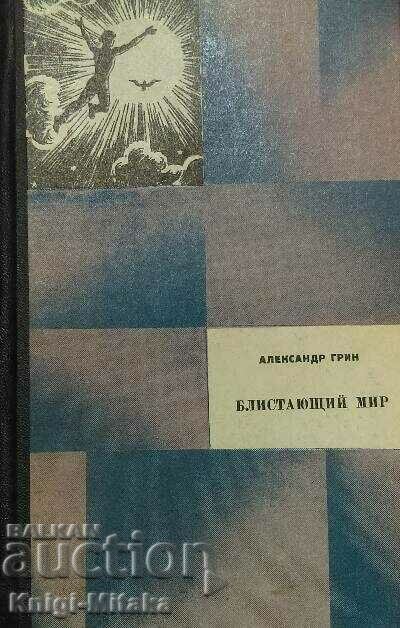 АЛЕКСАНДР ГРИН
БЛИСТАЮЩИЙ МИР
BALKAN
auction
Knigi-Mitaka